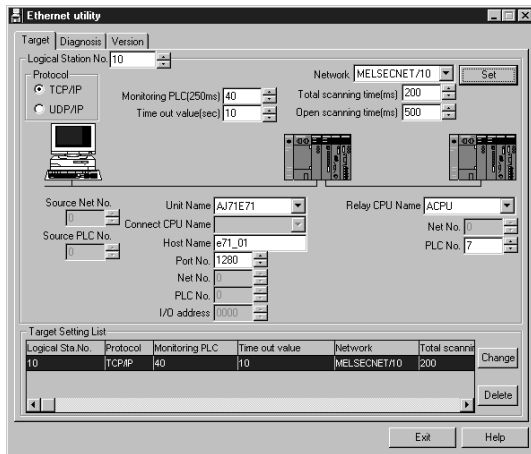 Ethernet utility
Target Diagnosis Version
Logical Station No. 10
Protocol
TCP/IP
UDP/IP
Network MELSECNET/10 Set
Monitoring PLC(250ms) 40 Total scanning time(ms) 200
Time out value(sec) 10 Open scanning time(ms) 500
Source Net No.
0
Source PLC No.
0
Unit Name AJ71E71
Connect CPU Name
Host Name e71_01
Port No. 1280
Net No. 0
PLC No. 0
I/O address 0000
Relay CPU Name ACPU
Net No. 0
PLC No. 7
Target Setting List
Logical Sta.No. Protocol Monitoring PLC Time out value Network Total scannin
10 TCP/IP 40 10 MELSECNET/10 200
Change
Delete
Exit Help